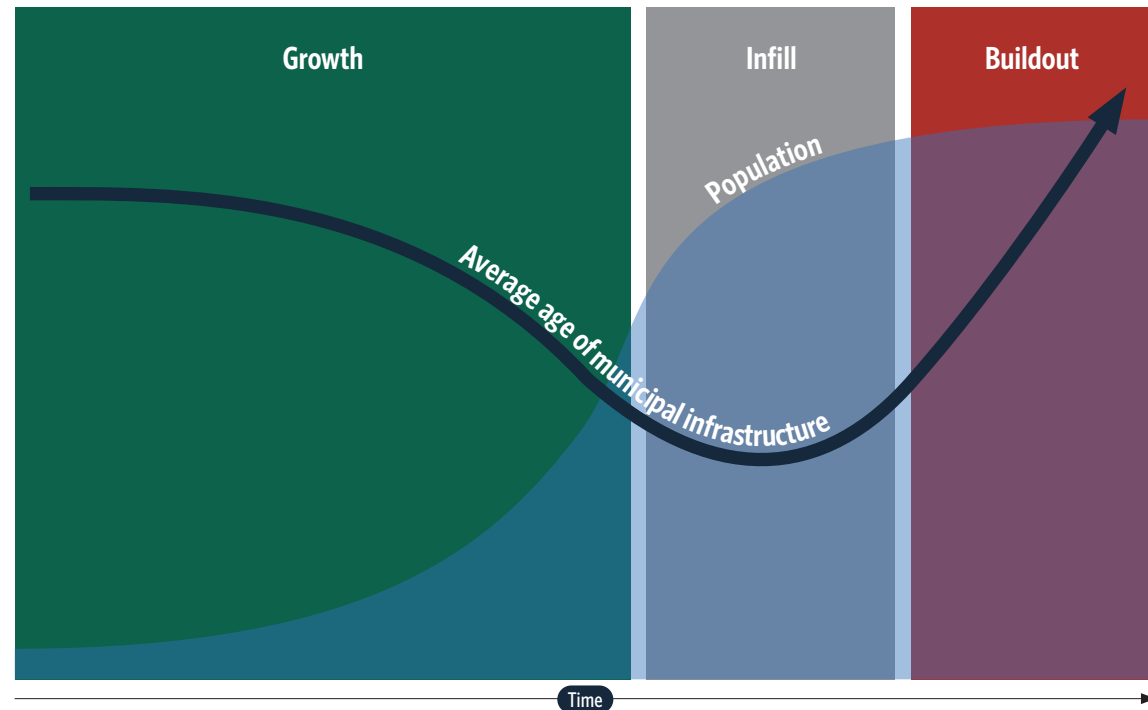 Growth
Infill
Buildout
Population
Average age of municipal infrastructure
Time